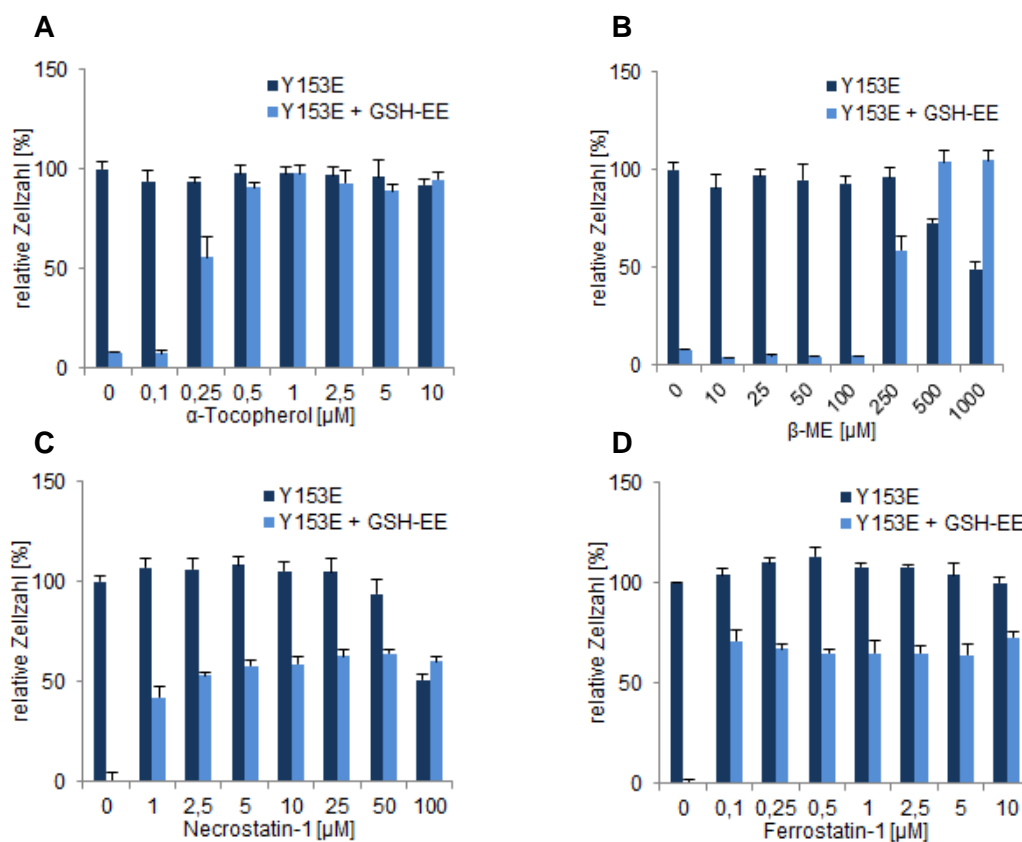 A
150
100
50
0
relative Zellzahl [%]
Y153E
Y153E + GSH-EE
0 0,1 0,25 0,5 1 2,5 5 10
α-Tocopherol [µM]
B
150
100
50
0
relative Zellzahl [%]
Y153E
Y153E + GSH-EE
0 10 25 50 100 250 500 1000
β-ME [µM]
C
150
100
50
0
relative Zellzahl [%]
Y153E
Y153E + GSH-EE
0 1 2,5 5 10 25 50 100
Necrostatin-1 [µM]
D
150
100
50
0
relative Zellzahl [%]
Y153E
Y153E + GSH-EE
0 0,1 0,25 0,5 1 2,5 5 10
Ferrostatin-1 [µM]